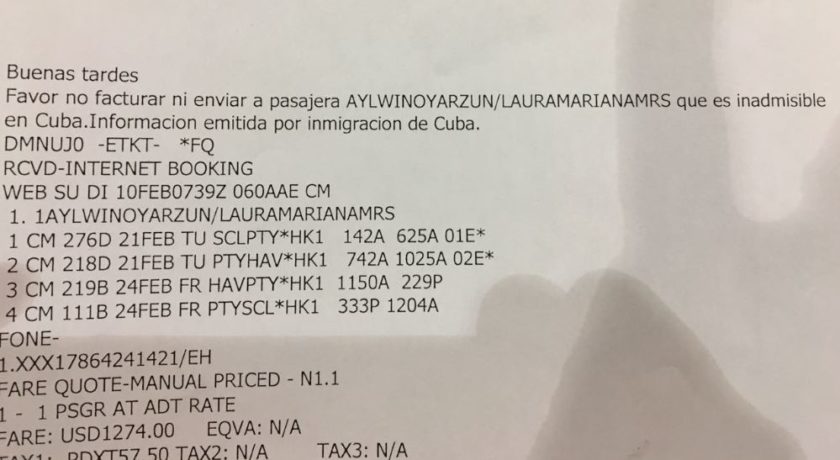 Buenas tardes
Favor no facturar ni enviar a pasajera AYLWINOYARZUN/LAURAMARIANAMRS que es inadmisible
en Cuba.Informacion emitida por inmigracion de Cuba.
DMNUJ0 -ETKT- *FQ
RCVD-INTERNET BOOKING
WEB SU DI 10FEB0739Z 060AAE CM
1. 1AYLWINOYARZUN/LAURAMARIANAMRS
1 CM 276D 21FEB TU SCLPTY*HK1 142A 625A 01E*
2 CM 218D 21FEB TU PTYHAV*HK1 742A 1025A 02E*
3 CM 219B 24FEB FR HAVPTY*HK1 1150A 229P
4 CM 111B 24FEB FR PTYSCL*HK1 333P 1204A
FONE-
1.XXX17864241421/EH
FARE QUOTE-MANUAL PRICED - N1.1
1 - 1 PSGR AT ADT RATE
FARE: USD1274.00 EQVA: N/A
TAX1: PDXT57.50 TAX2: N/A TAX3: N/A